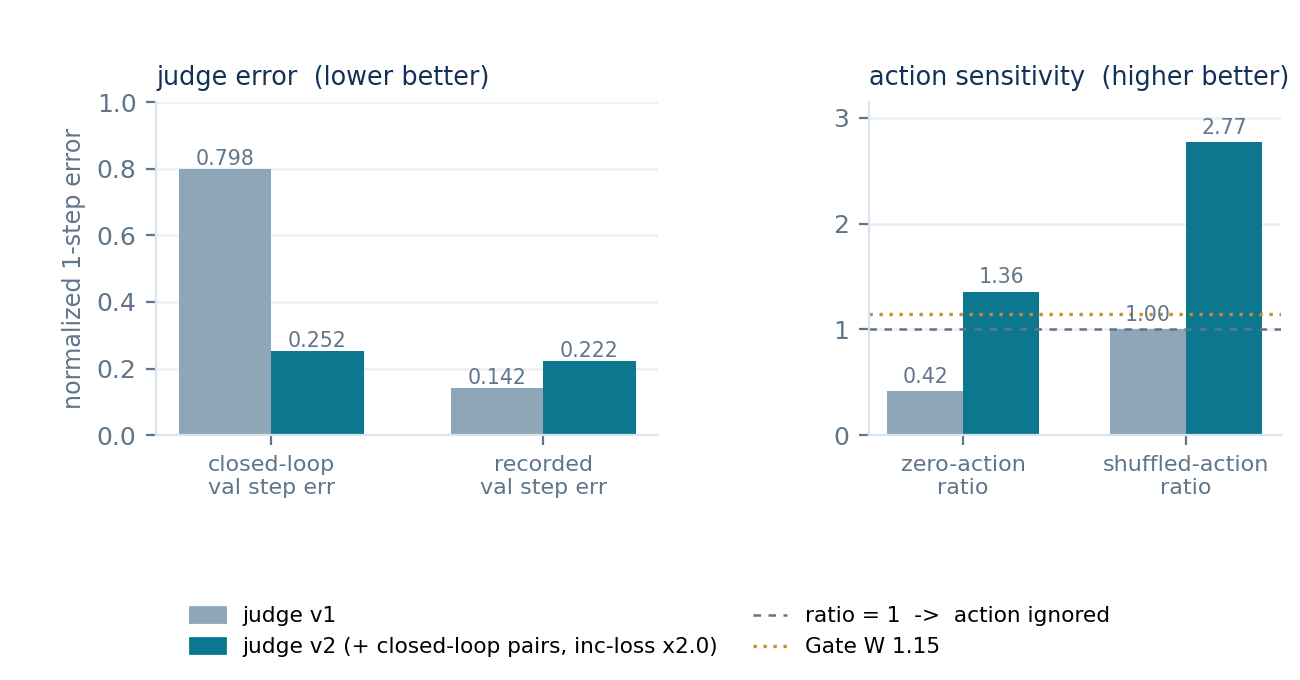 judge error  (lower better)
normalized 1-step error
1.0
0.8
0.6
0.4
0.2
0.0
0.798
0.252
0.142
0.222
closed-loop
val step err
recorded
val step err
action sensitivity  (higher better)
3
2
1
0
0.42
1.36
1.00
2.77
zero-action
ratio
shuffled-action
ratio
judge v1
judge v2 (+ closed-loop pairs, inc-loss x2.0)
ratio = 1  ->  action ignored
Gate W 1.15